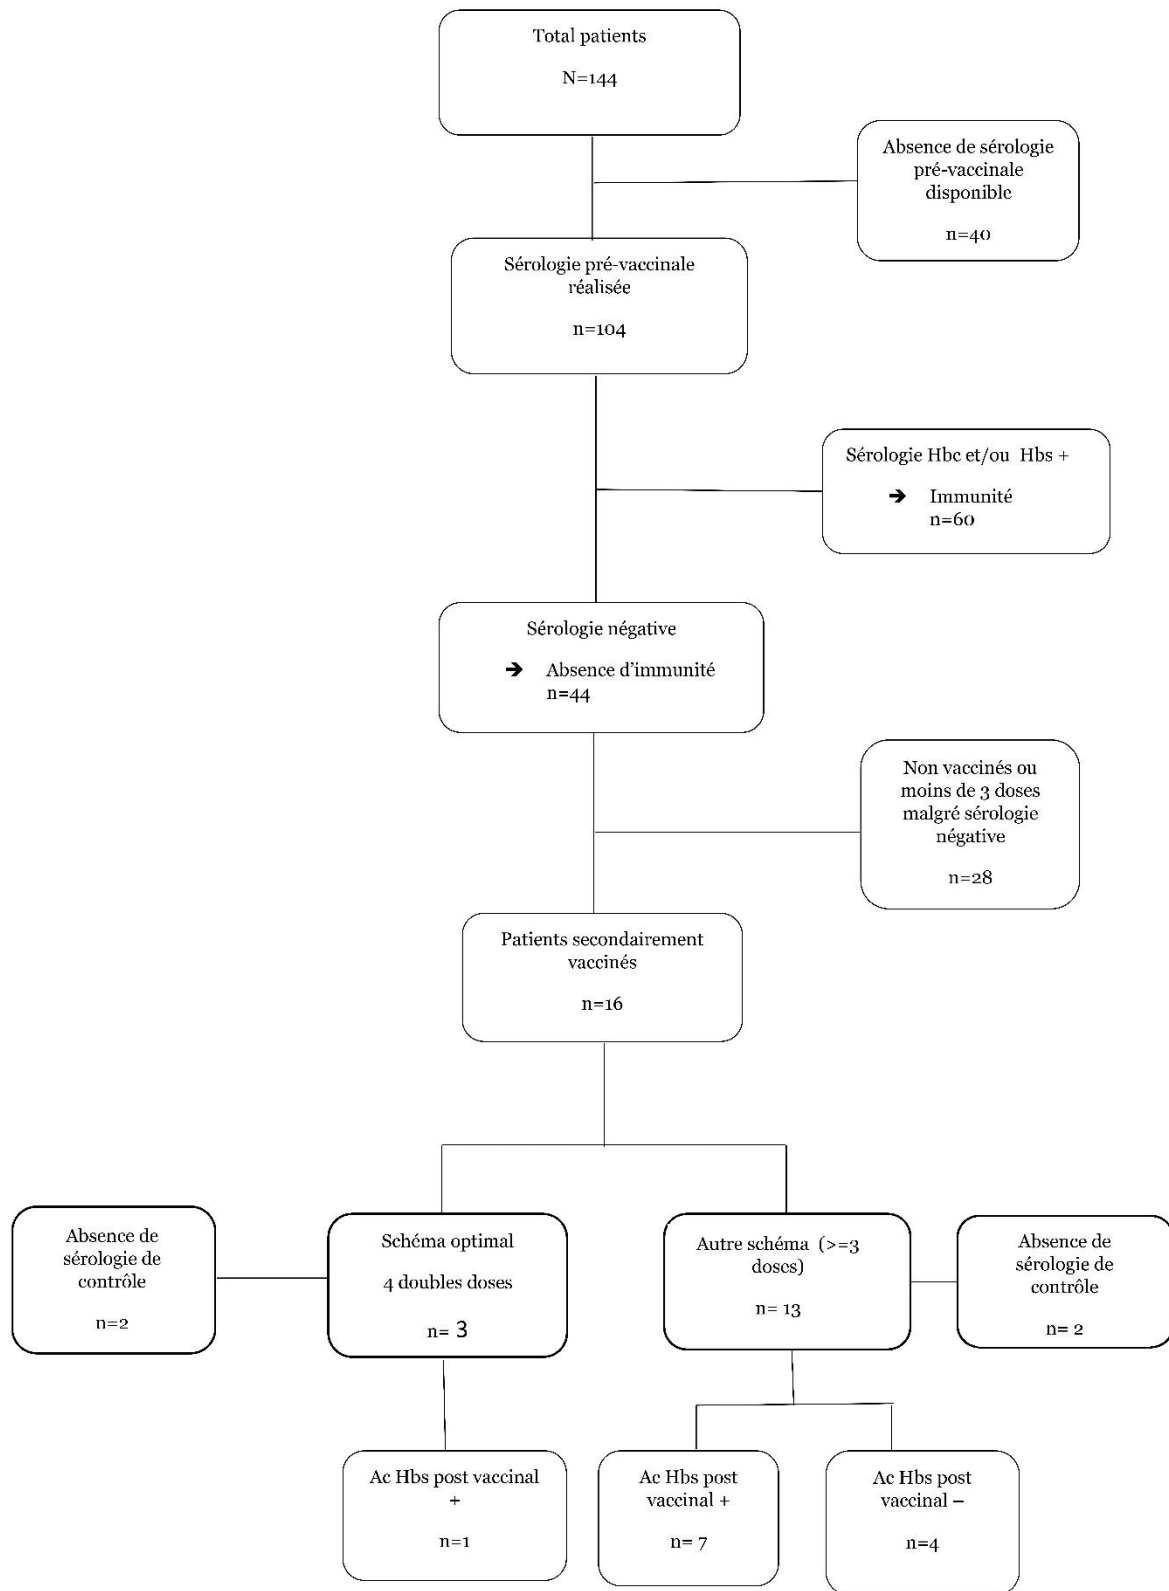 Total patients
N=144
Absence de sérologie
pré-vaccinale
disponible
n=40
Sérologie pré-vaccinale
réalisée
n=104
Sérologie Hbc et/ou Hbs +
➔ Immunité
n=60
Sérologie négative
➔ Absence d'immunité
n=44
Non vaccinés ou
moins de 3 doses
malgré sérologie
négative
n=28
Patients secondairement
vaccinés
n=16
Absence de
sérologie de
contrôle
n=2
Schéma optimal
4 doubles doses
n= 3
Autre schéma (>=3
doses)
n= 13
Absence de
sérologie de
contrôle
n= 2
Ac Hbs post vaccinal
+
n=1
Ac Hbs post
vaccinal +
n= 7
Ac Hbs post
vaccinal –
n=4